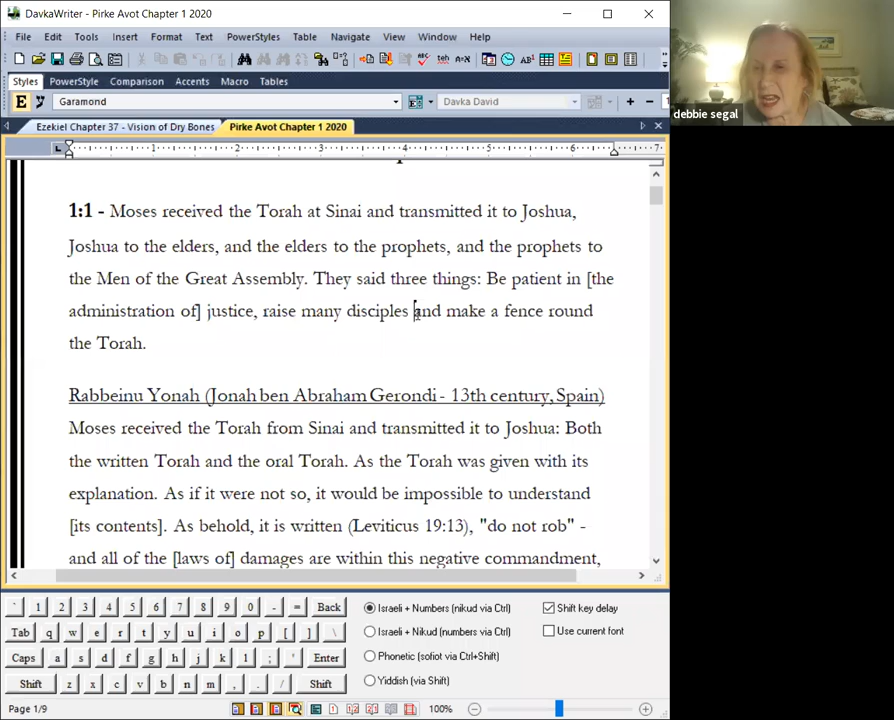 DavkaWriter - Pirke Avot Chapter 1 2020
File Edit Tools Insert Format Text PowerStyles Table Navigate View Window Help
Styles PowerStyle Comparison Accents Macro Tables
E Garamond Davka David
Ezekiel Chapter 37 - Vision of Dry Bones Pirke Avot Chapter 1 2020
1 2 3 4 5 6 7
1:1 - Moses received the Torah at Sinai and transmitted it to Joshua,
Joshua to the elders, and the elders to the prophets, and the prophets to
the Men of the Great Assembly. They said three things: Be patient in [the
administration of] justice, raise many disciples and make a fence round
the Torah.
Rabbeinu Yonah (Jonah ben Abraham Gerondi - 13th century, Spain)
Moses received the Torah from Sinai and transmitted it to Joshua: Both
the written Torah and the oral Torah. As the Torah was given with its
explanation. As if it were not so, it would be impossible to understand
[its contents]. As behold, it is written (Leviticus 19:13), "do not rob" -
and all of the [laws of] damages are within this negative commandment,
` 1 2 3 4 5 6 7 8 9 0 - = Back
Tab q w e r t y u i o p [ ] \
Caps a s d f g h j k l ; ' Enter
Shift z x c v b n m , . / Shift
Israeli + Numbers (nikud via Ctrl)
Israeli + Nikud (numbers via Ctrl)
Phonetic (sofiot via Ctrl+Shift)
Yiddish (via Shift)
Shift key delay
Use current font
Page 1/9 100%
debbie segal